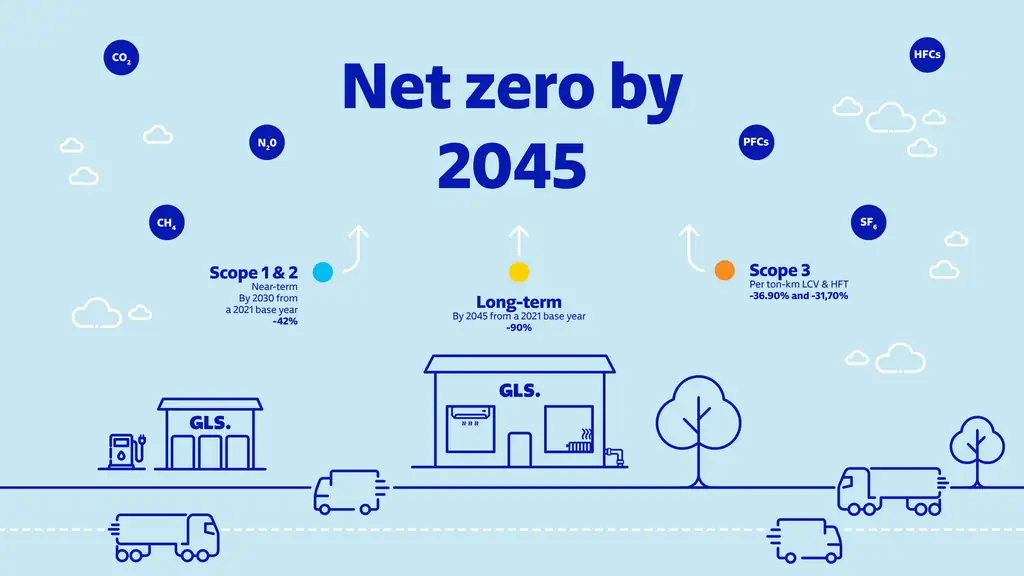 Net zero by
2045
CO₂
N₂0
CH₄
HFCs
PFCs
SF₆
Scope 1 & 2
Near-term
By 2030 from
a 2021 base year
-42%
Long-term
By 2045 from a 2021 base year
-90%
Scope 3
Per ton-km LCV & HFT
-36.90% and -31,70%
GLS.
GLS.